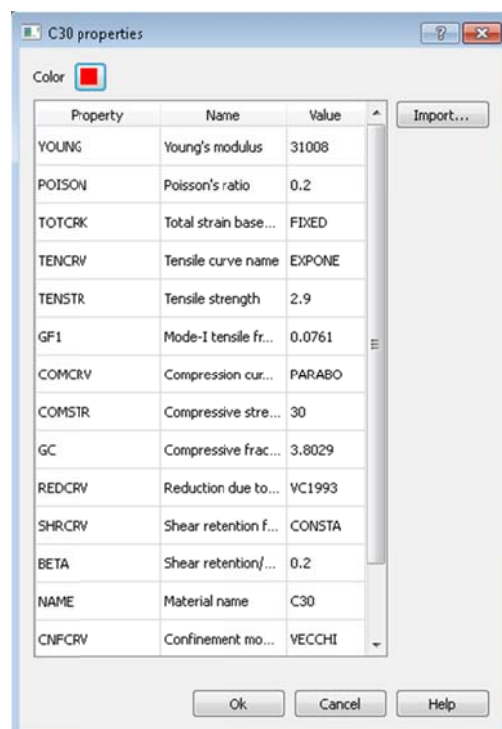 C30 properties
Color
Import...
Property Name Value
YOUNG Young's modulus 31008
POISON Poisson's ratio 0.2
TOTCRK Total strain base... FIXED
TENCRV Tensile curve name EXPONE
TENSTR Tensile strength 2.9
GF1 Mode-I tensile fr... 0.0761
COMCRV Compression cur... PARABO
COMSTR Compressive stre... 30
GC Compressive frac... 3.8029
REDCRV Reduction due to... VC1993
SHRCRV Shear retention f... CONSTA
BETA Shear retention/... 0.2
NAME Material name C30
CNFCRV Confinement mo... VECCHI
Ok Cancel Help